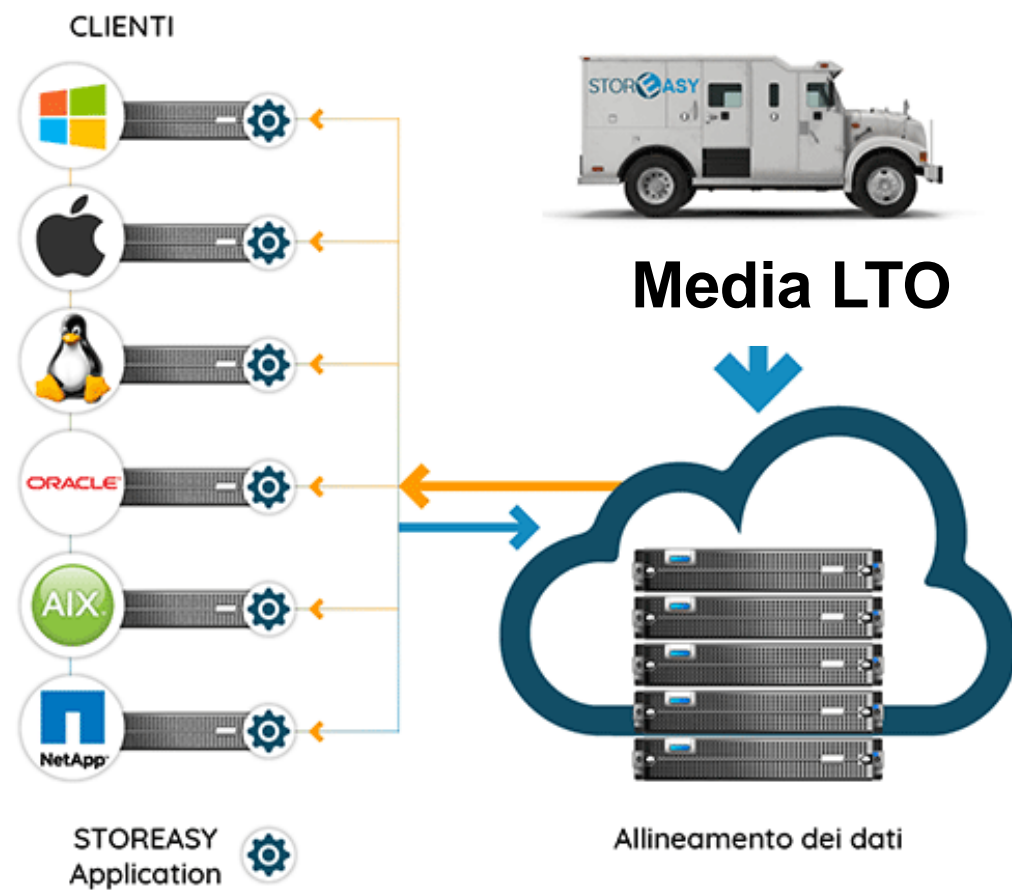 CLIENTI
STOREASY
Media LTO
ORACLE
AIX
NetApp
STOREASY
Application
Allineamento dei dati